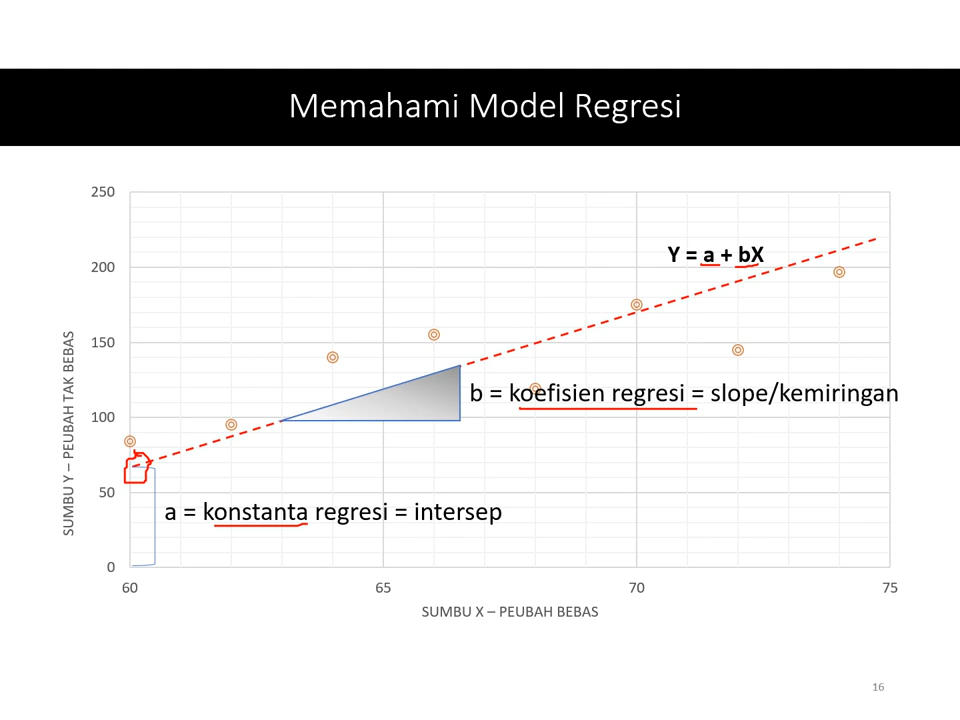 Memahami Model Regresi
250
200
150
100
50
0
SUMBU Y – PEUBAH TAK BEBAS
Y = a + bX
b = koefisien regresi = slope/kemiringan
a = konstanta regresi = intersep
60 65 70 75
SUMBU X – PEUBAH BEBAS
16